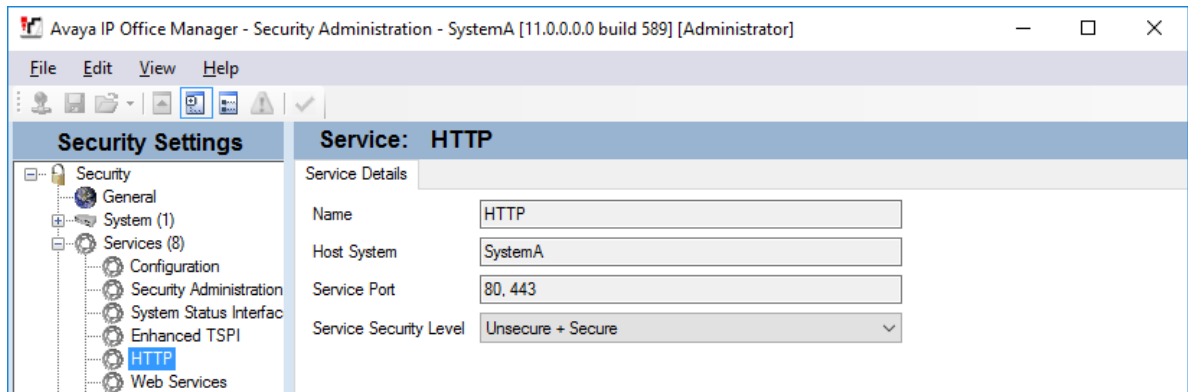 Avaya IP Office Manager - Security Administration - SystemA [11.0.0.0.0 build 589] [Administrator]
File Edit View Help
Security Settings
Service: HTTP
Security
General
System (1)
Services (8)
Configuration
Security Administration
System Status Interfac
Enhanced TSPI
HTTP
Web Services
Service Details
Name HTTP
Host System SystemA
Service Port 80, 443
Service Security Level Unsecure + Secure